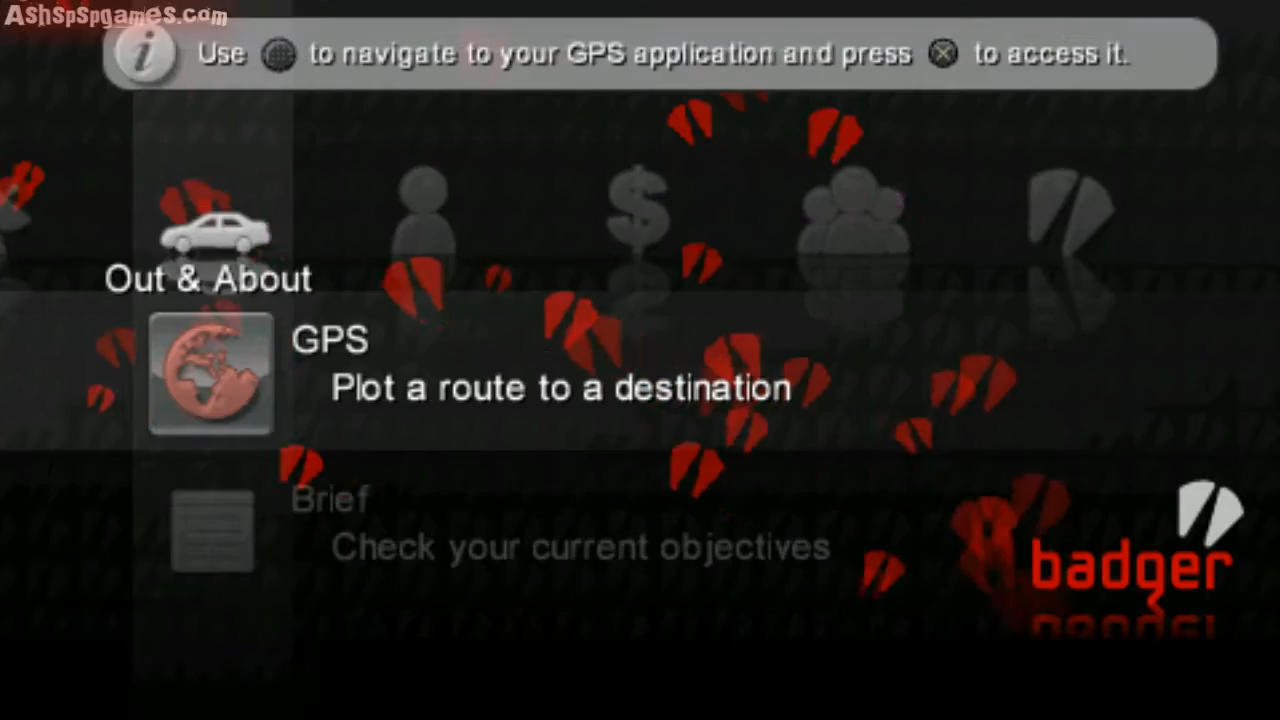 AshSpSpgames.com
Use to navigate to your GPS application and press to access it.
Out & About
GPS
Plot a route to a destination
Brief
Check your current objectives
badger